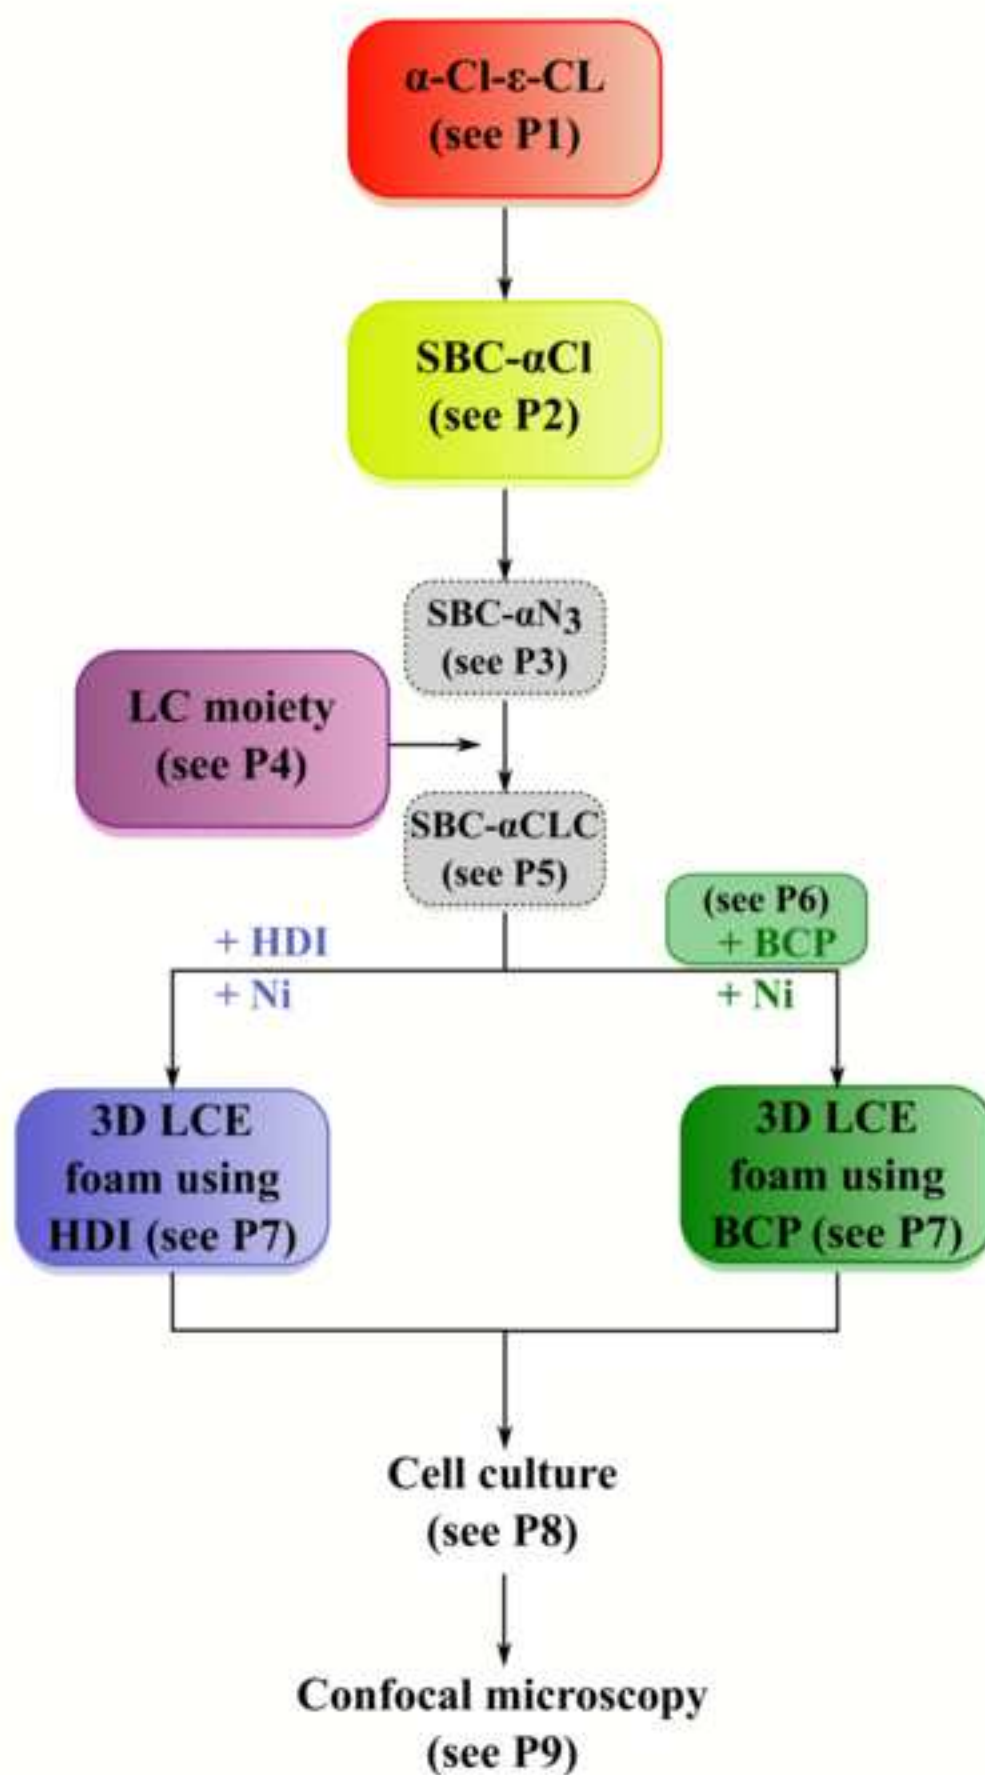 α-Cl-ε-CL
(see P1)
SBC-αCl
(see P2)
SBC-αN₃
(see P3)
LC moiety
(see P4)
SBC-αCLC
(see P5)
+ HDI
+ Ni
(see P6)
+ BCP
+ Ni
3D LCE
foam using
HDI (see P7)
3D LCE
foam using
BCP (see P7)
Cell culture
(see P8)
Confocal microscopy
(see P9)